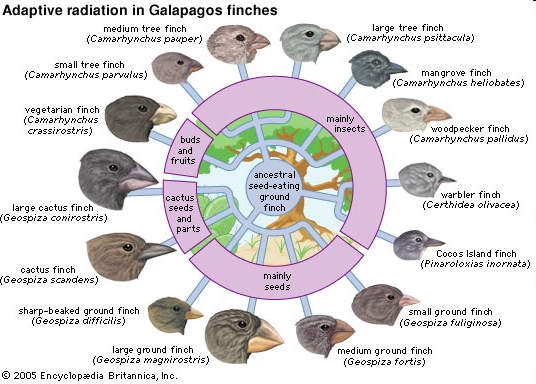 Adaptive radiation in Galapagos finches
medium tree finch
(Camarhynchus pauper)
large tree finch
(Camarhynchus psittacula)
small tree finch
(Camarhynchus parvulus)
mangrove finch
(Camarhynchus heliobates)
vegetarian finch
(Camarhynchus
crassirostris)
woodpecker finch
(Camarhynchus pallidus)
mainly
insects
buds
and
fruits
ancestral
seed-eating
ground
finch
large cactus finch
(Geospiza conirostris)
cactus
seeds
and
parts
warbler finch
(Certhidea olivacea)
cactus finch
(Geospiza scandens)
Cocos Island finch
(Pinaroloxias inornata)
mainly
seeds
sharp-beaked ground finch
(Geospiza difficilis)
small ground finch
(Geospiza fuliginosa)
large ground finch
(Geospiza magnirostris)
medium ground finch
(Geospiza fortis)
© 2005 Encyclopædia Britannica, Inc.